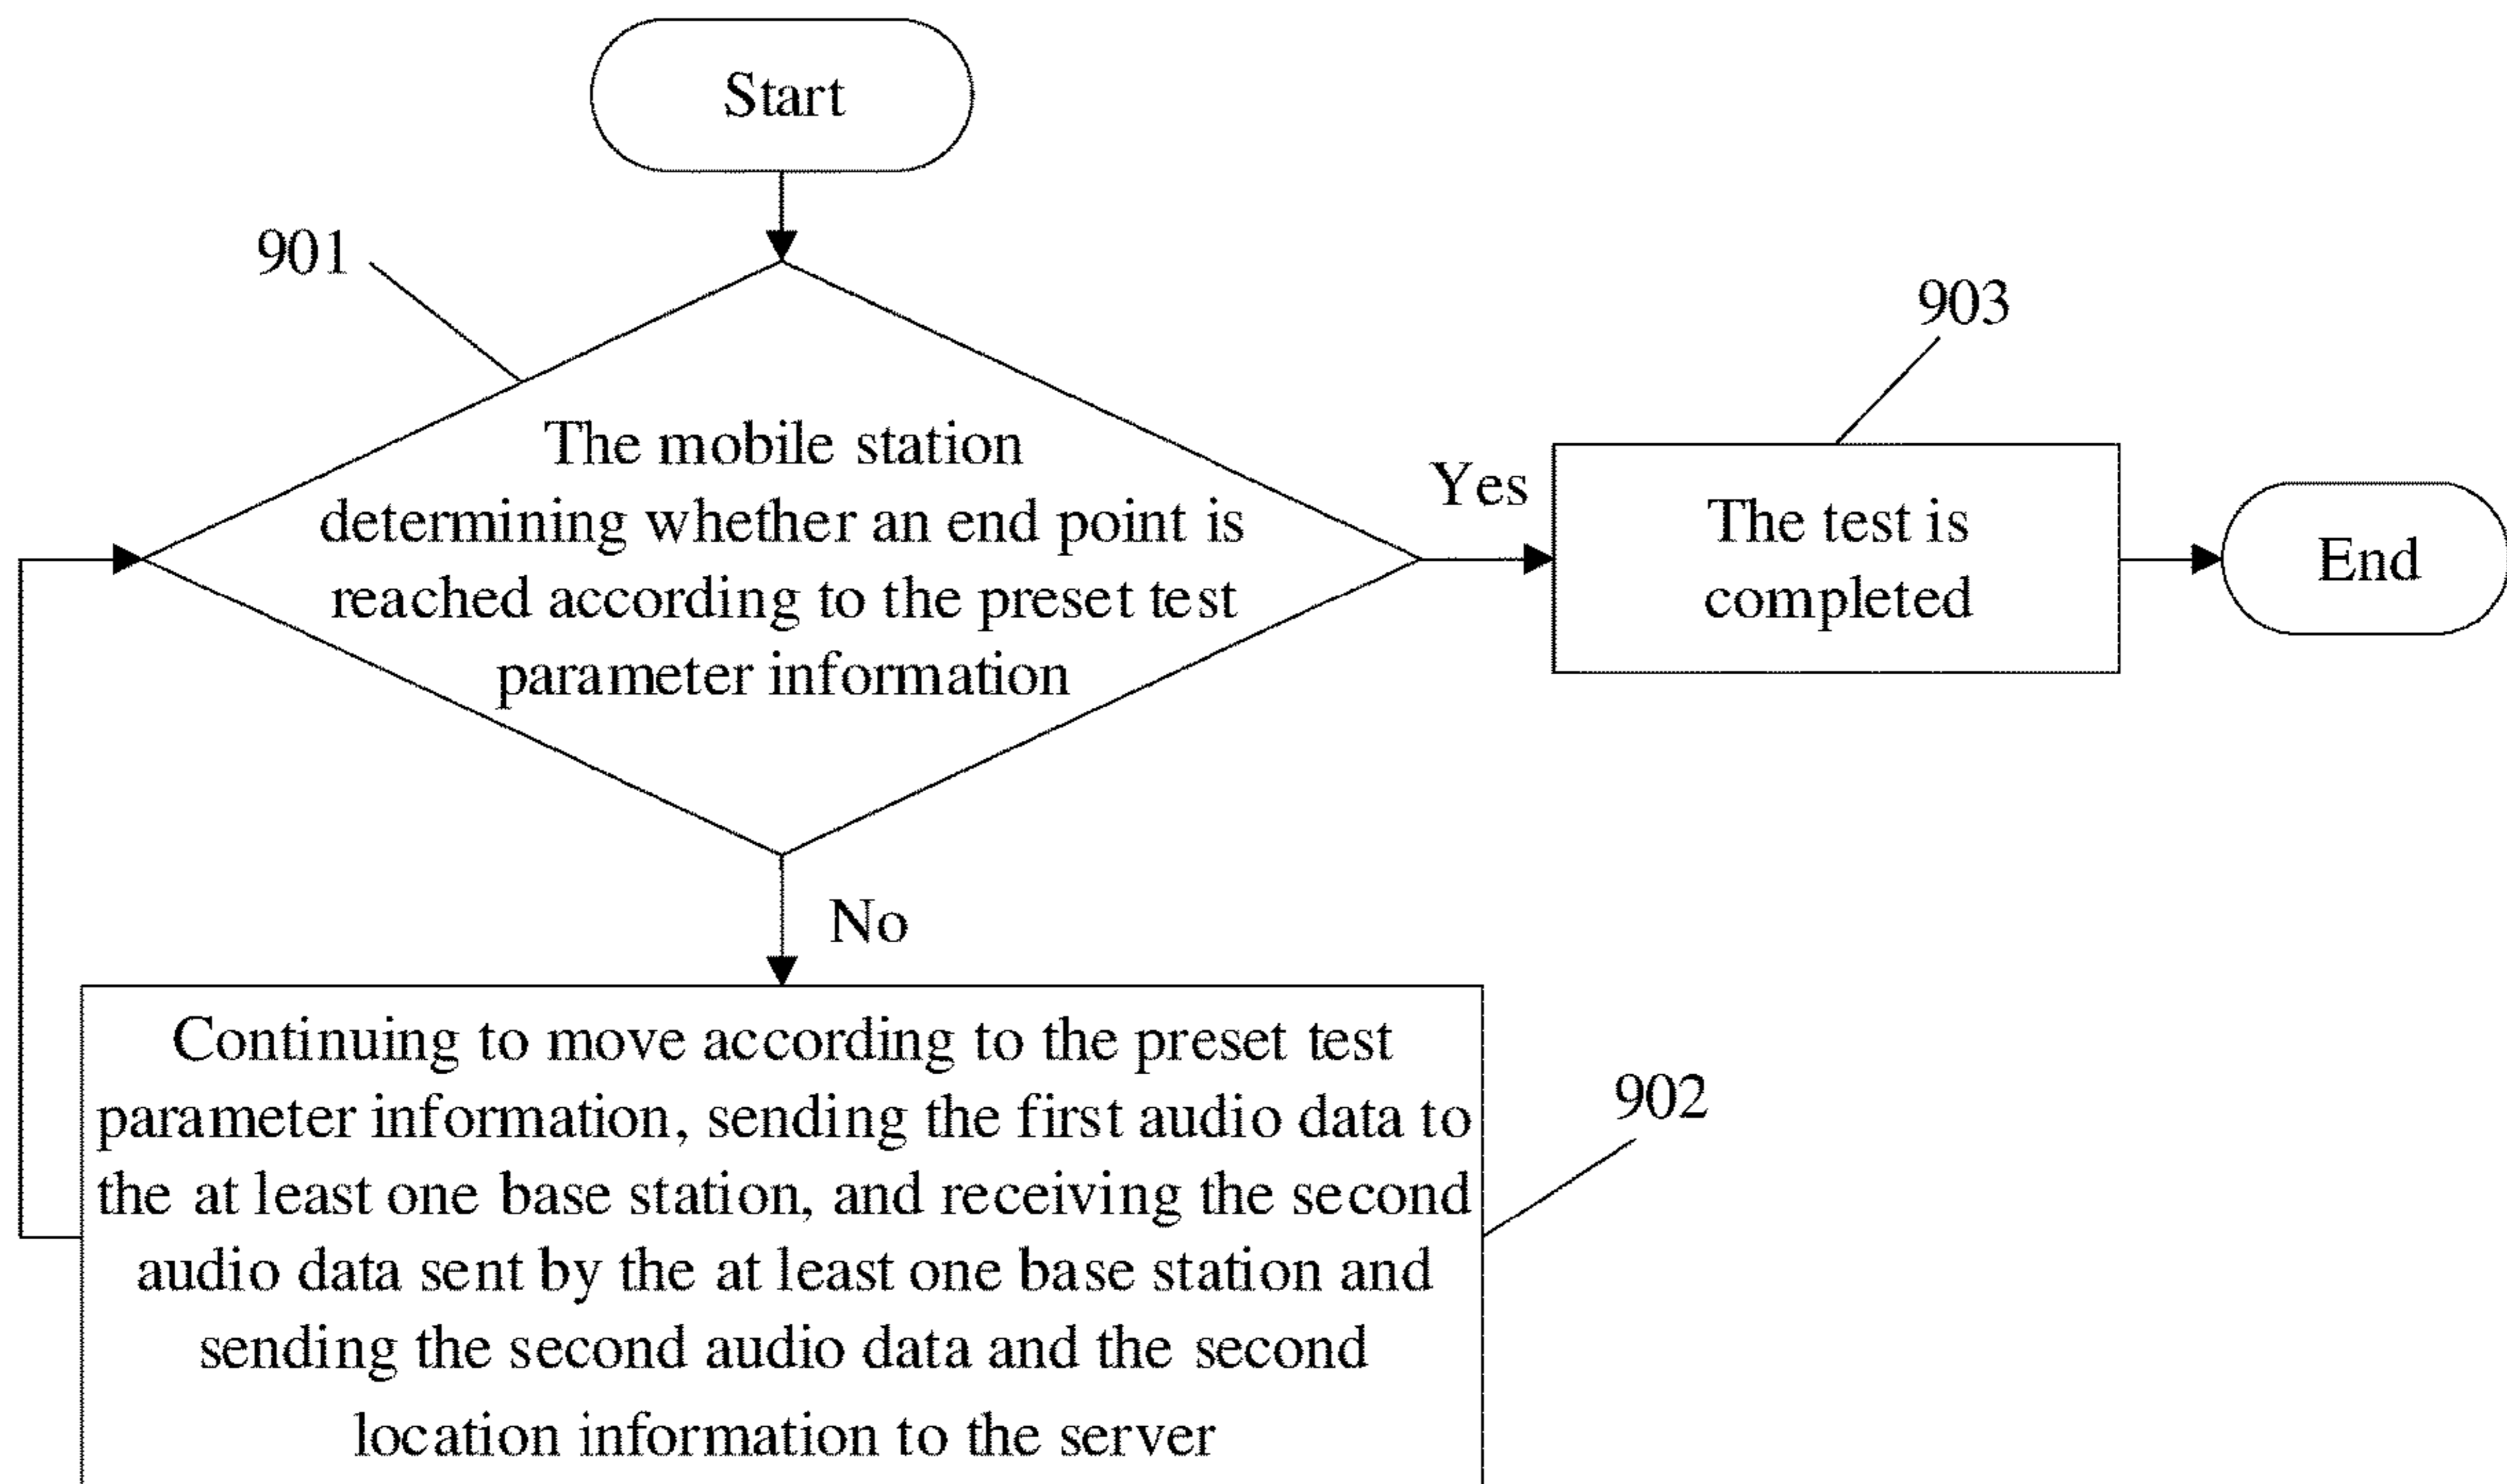 Start
901
The mobile station
determining whether an end point is
reached according to the preset test
parameter information
Yes
903
The test is
completed
End
No
Continuing to move according to the preset test
parameter information, sending the first audio data to
the at least one base station, and receiving the second
audio data sent by the at least one base station and
sending the second audio data and the second
location information to the server
902